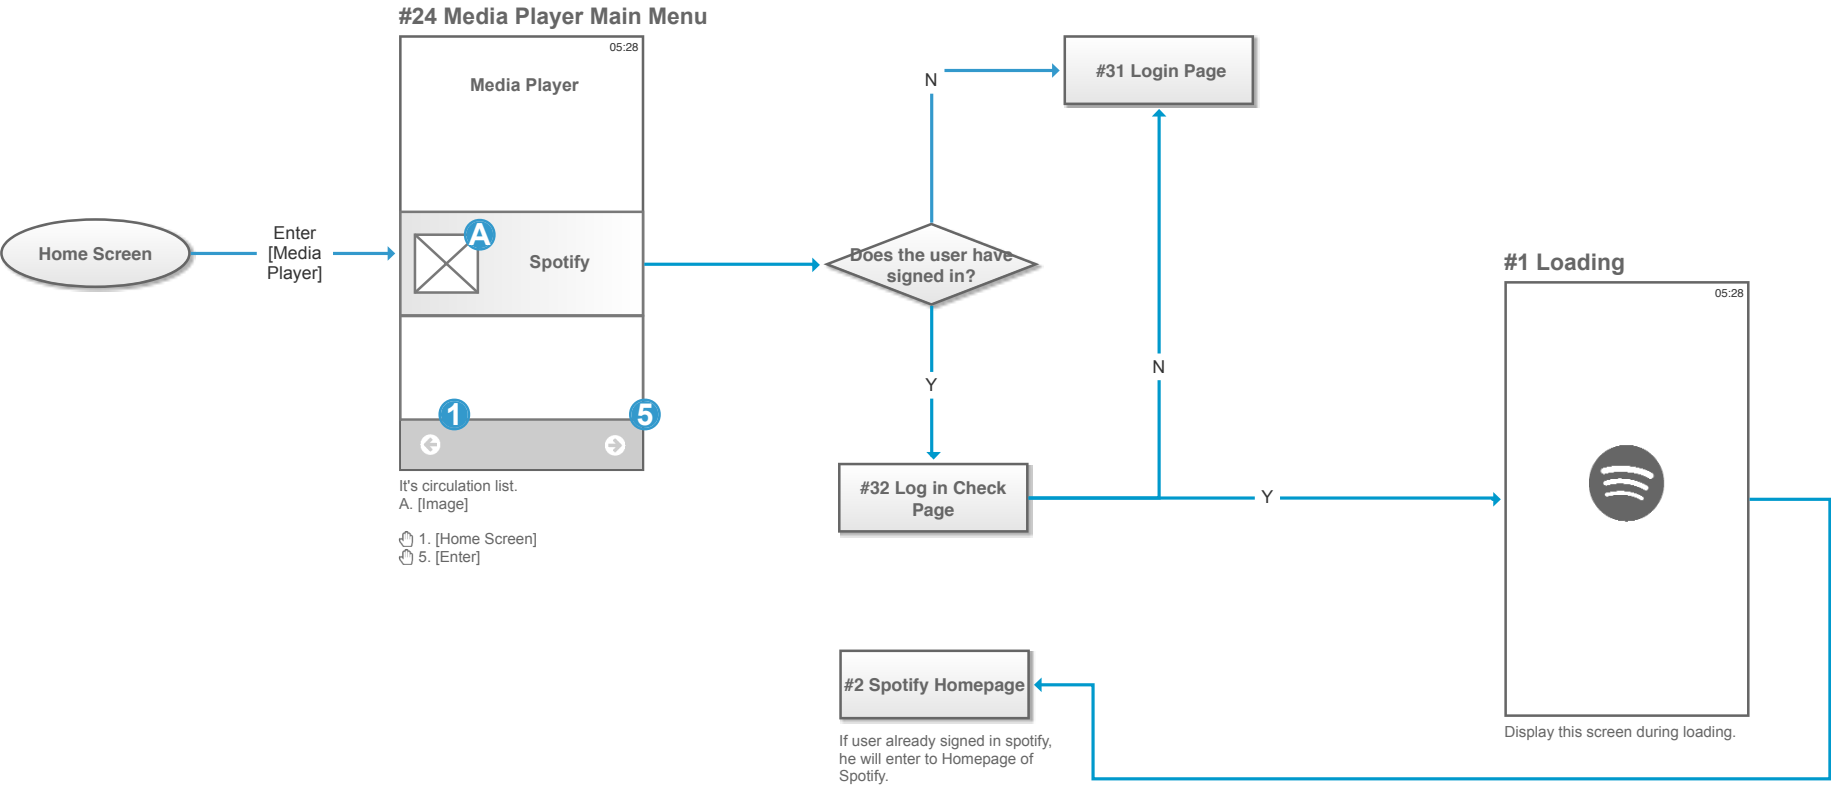 #24 Media Player Main Menu
05:28
Media Player
N
#31 Login Page
Home Screen
Enter
[Media
Player]
A
Spotify
Does the user have
signed in?
#1 Loading
05:28
N
Y
1
5
It's circulation list.
A. [Image]
1. [Home Screen]
5. [Enter]
#32 Log in Check
Page
Y
#2 Spotify Homepage
If user already signed in spotify,
he will enter to Homepage of
Spotify.
Display this screen during loading.